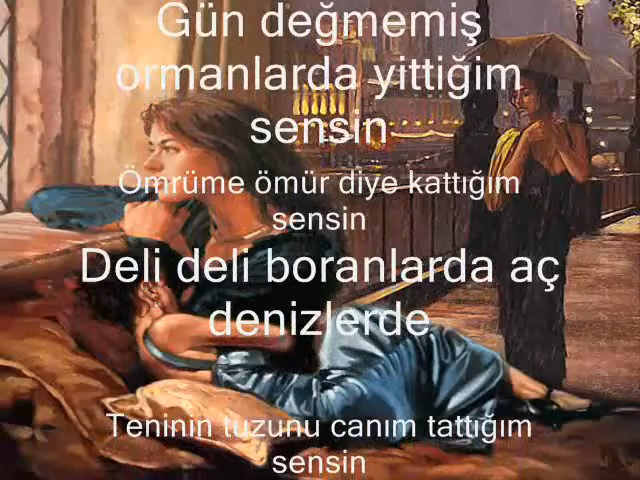 Gün değmemiş
ormanlarda yittiğim
sensin
Ömrüme ömür diye kattığım
sensin
Deli deli boranlarda aç
denizlerde
Teninin tuzunu canım tattığım
sensin